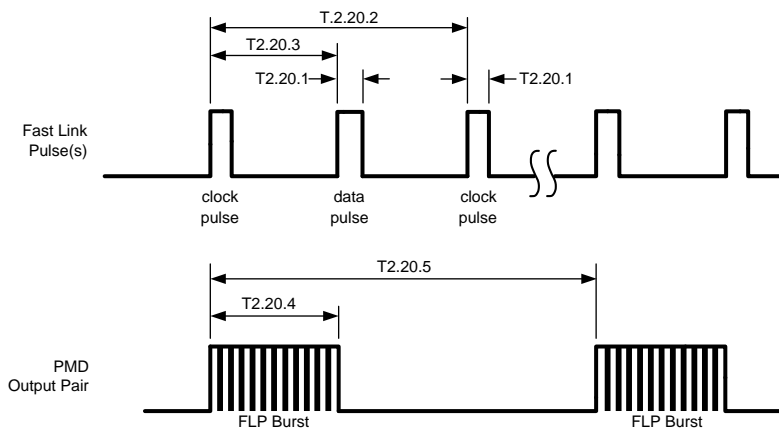 T.2.20.2
T2.20.3
T2.20.1
T2.20.1
Fast Link
Pulse(s)
clock
pulse
data
pulse
clock
pulse
T2.20.5
T2.20.4
PMD
Output Pair
FLP Burst
FLP Burst